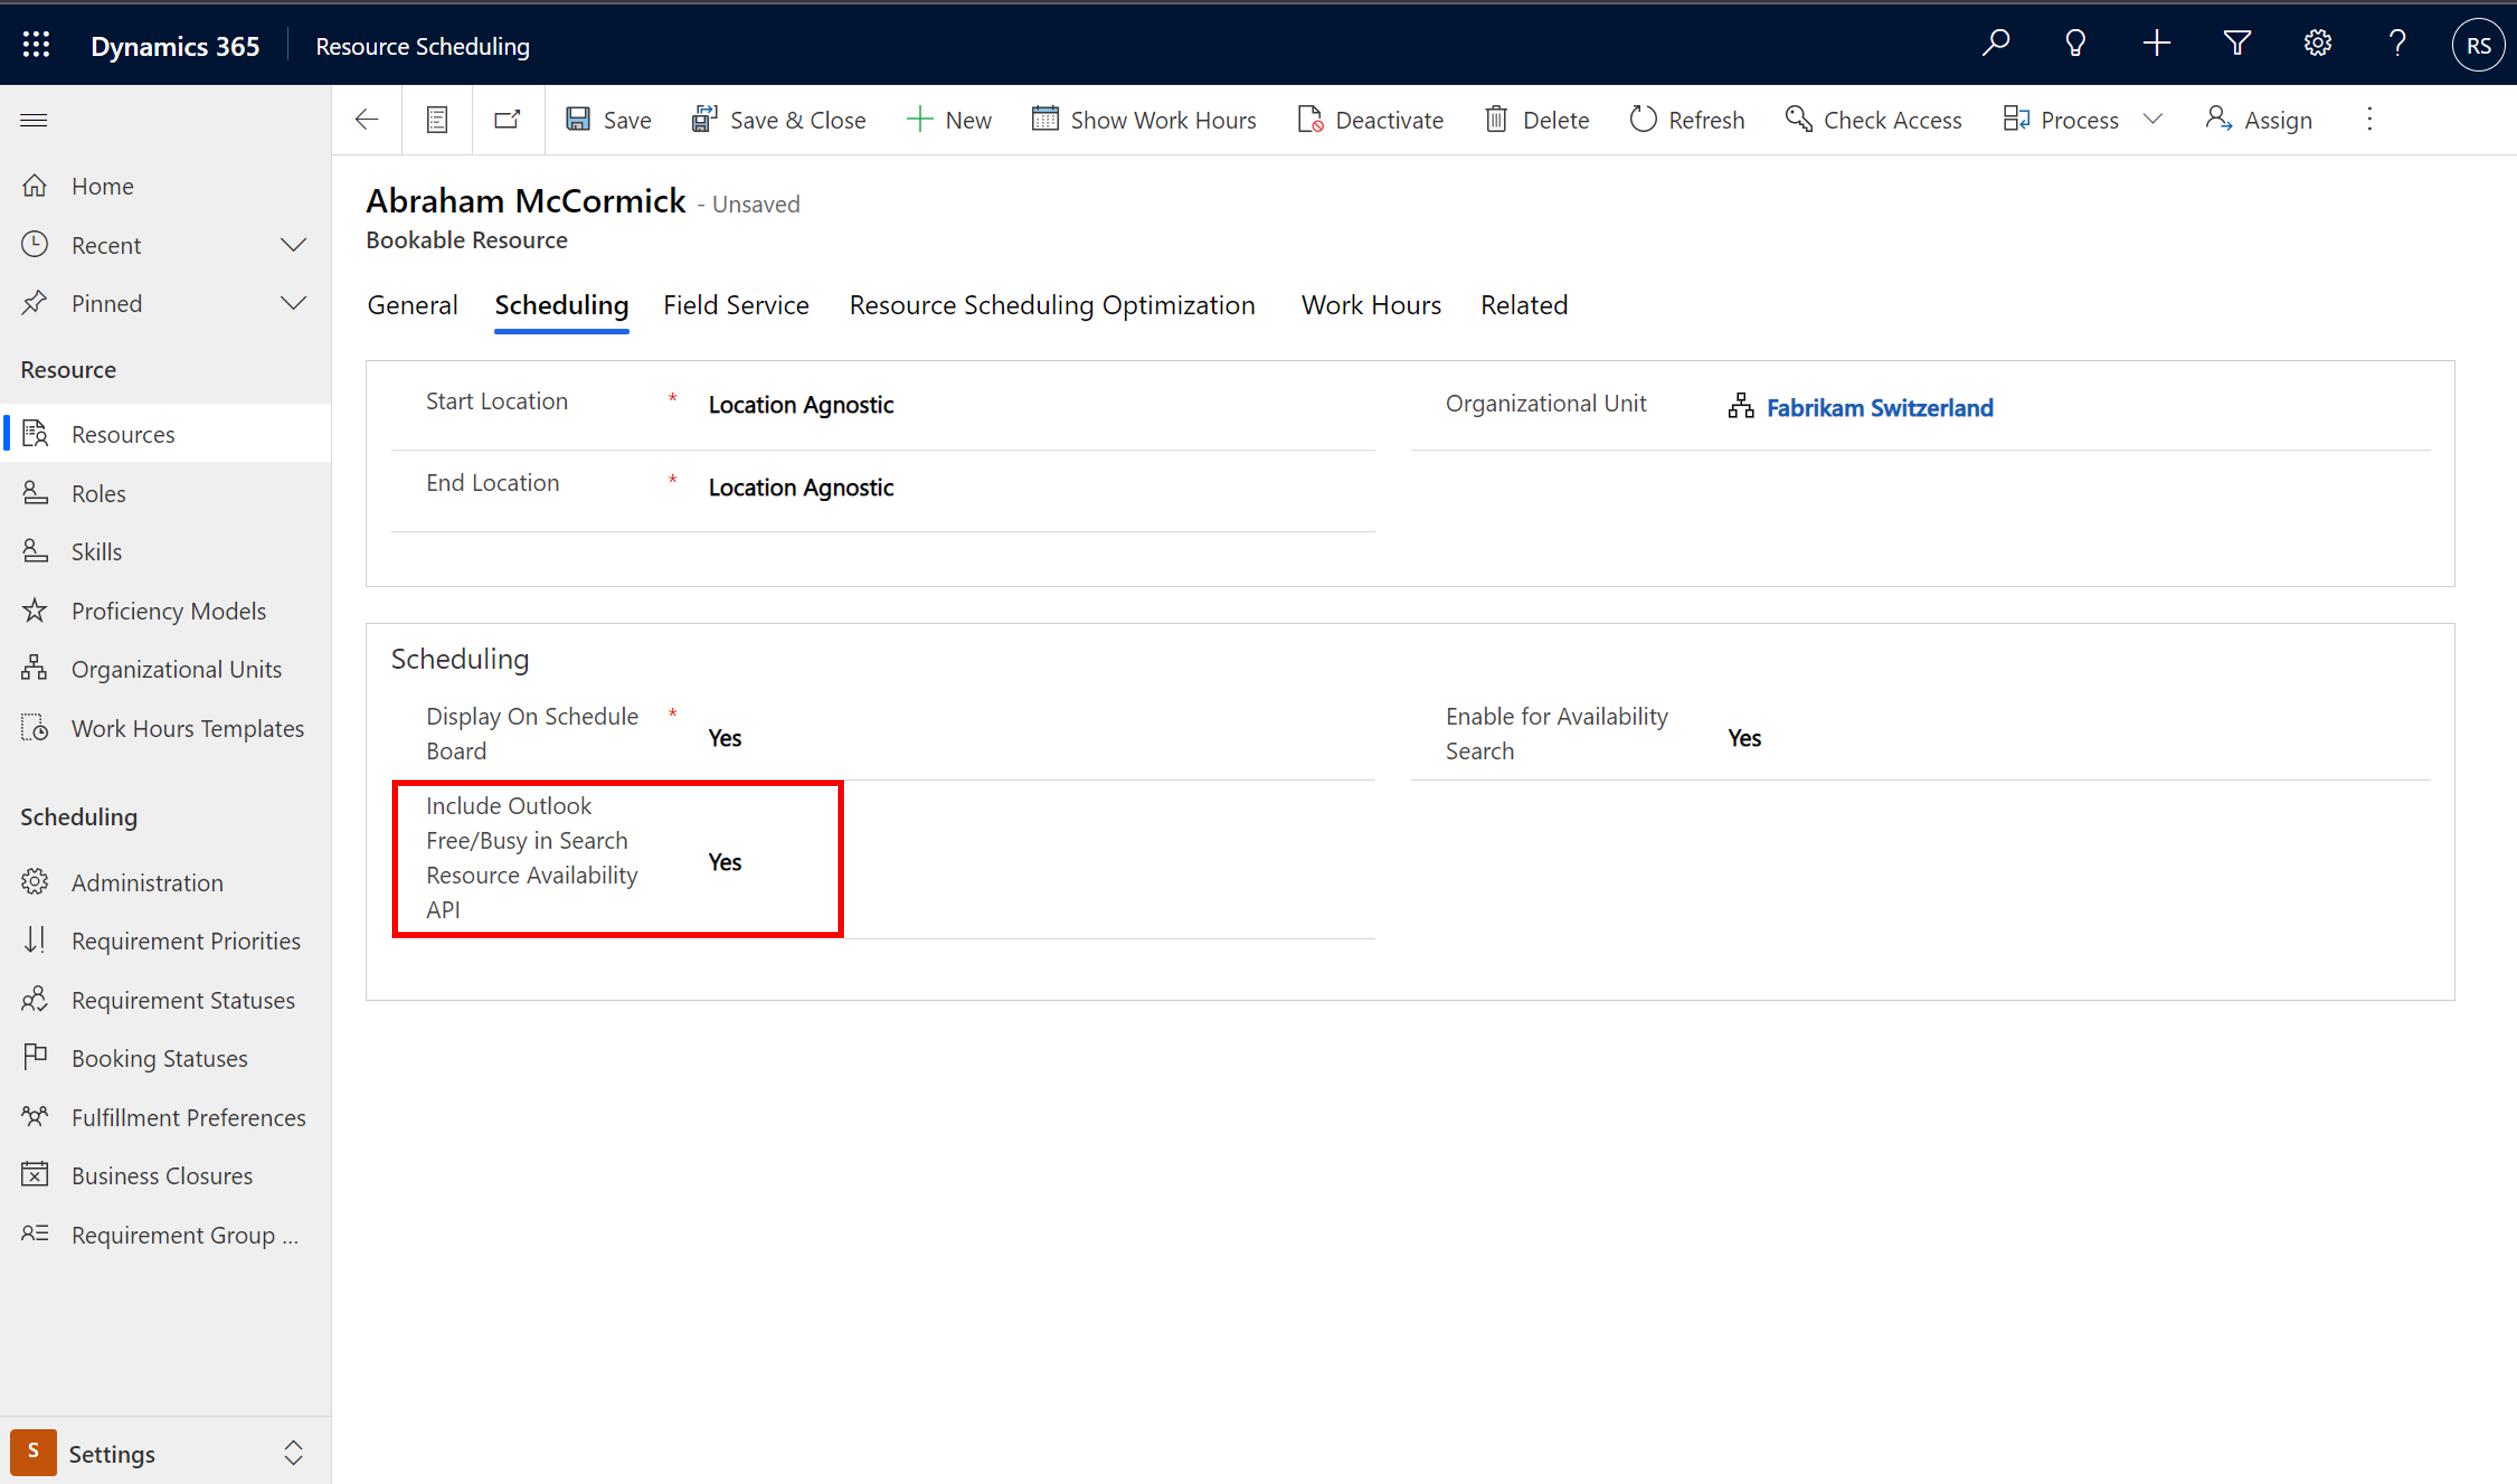 Dynamics 365 Resource Scheduling RS
Save Save & Close New Show Work Hours Deactivate Delete Refresh Check Access Process Assign
Home
Recent
Pinned
Resource
Resources
Roles
Skills
Proficiency Models
Organizational Units
Work Hours Templates
Scheduling
Administration
Requirement Priorities
Requirement Statuses
Booking Statuses
Fulfillment Preferences
Business Closures
Requirement Group ...
S Settings
Abraham McCormick - Unsaved
Bookable Resource
General Scheduling Field Service Resource Scheduling Optimization Work Hours Related
Start Location * Location Agnostic
Organizational Unit Fabrikam Switzerland
End Location * Location Agnostic
Scheduling
Display On Schedule *
Board
Yes
Enable for Availability
Search
Yes
Include Outlook
Free/Busy in Search
Resource Availability
API
Yes